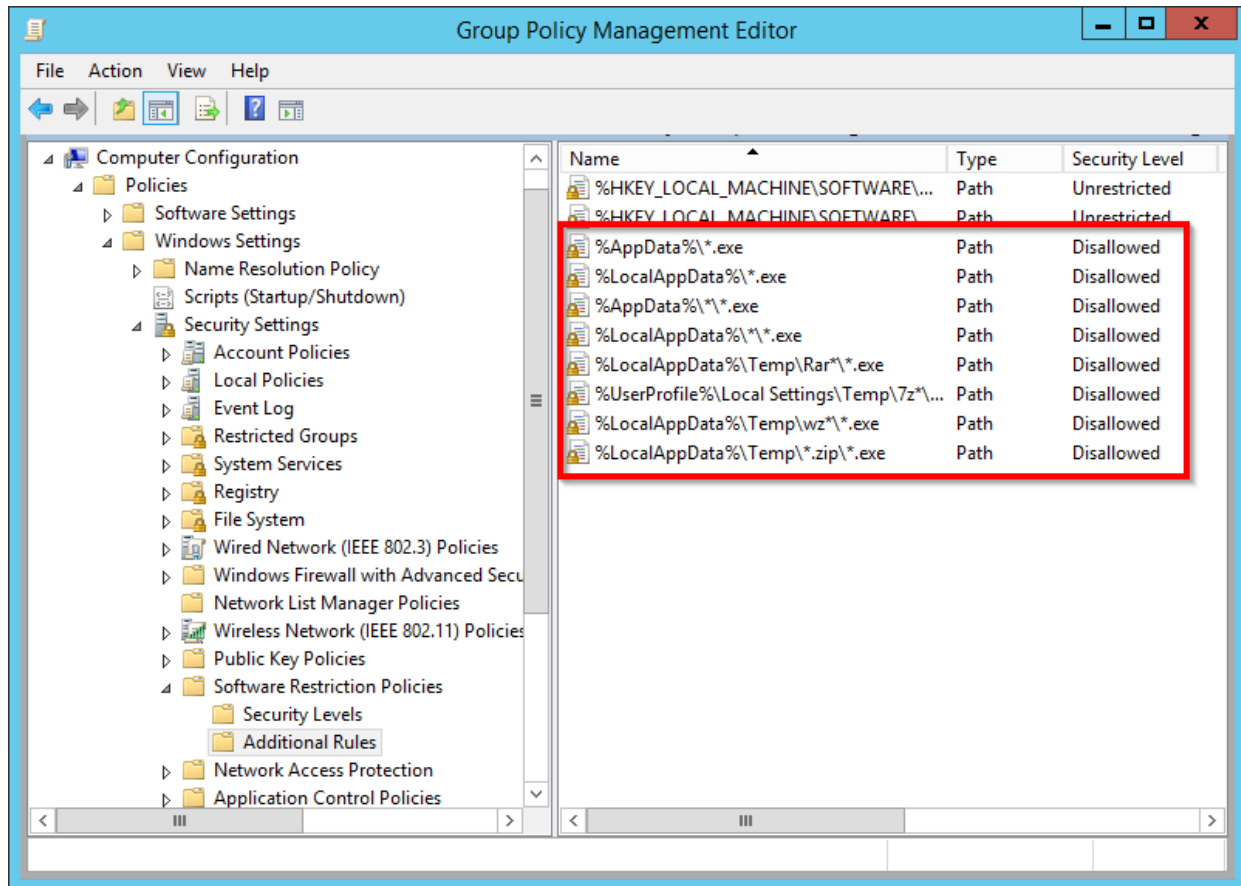 Group Policy Management Editor
File Action View Help
Computer Configuration
Policies
Software Settings
Windows Settings
Name Resolution Policy
Scripts (Startup/Shutdown)
Security Settings
Account Policies
Local Policies
Event Log
Restricted Groups
System Services
Registry
File System
Wired Network (IEEE 802.3) Policies
Windows Firewall with Advanced Secu
Network List Manager Policies
Wireless Network (IEEE 802.11) Policies
Public Key Policies
Software Restriction Policies
Security Levels
Additional Rules
Network Access Protection
Application Control Policies
Name Type Security Level
%HKEY_LOCAL_MACHINE\SOFTWARE\... Path Unrestricted
%HKEY_LOCAL_MACHINE\SOFTWARE\ Path Unrestricted
%AppData%\*.exe Path Disallowed
%LocalAppData%\*.exe Path Disallowed
%AppData%\*\*.exe Path Disallowed
%LocalAppData%\*\*.exe Path Disallowed
%LocalAppData%\Temp\Rar*\*.exe Path Disallowed
%UserProfile%\Local Settings\Temp\7z*\... Path Disallowed
%LocalAppData%\Temp\wz*\*.exe Path Disallowed
%LocalAppData%\Temp\*.zip\*.exe Path Disallowed